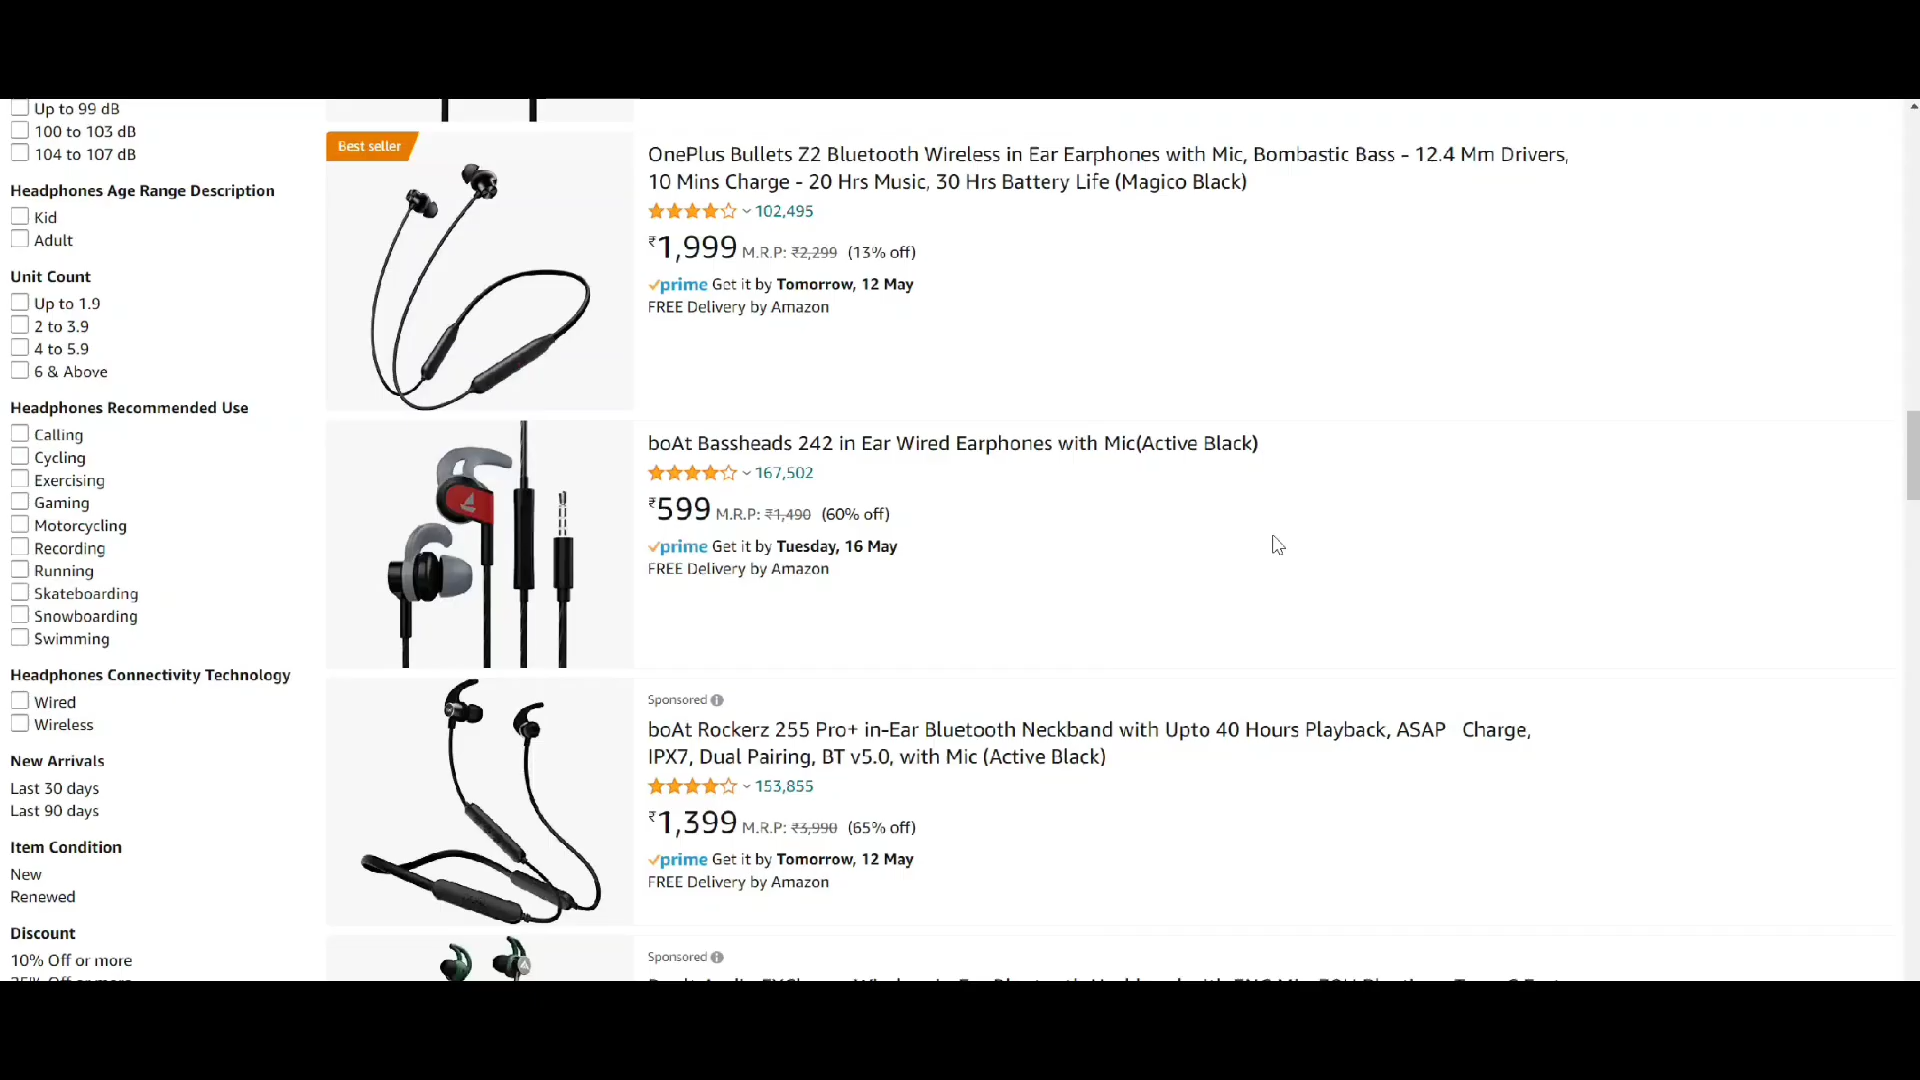 Up to 99 dB
100 to 103 dB
104 to 107 dB
Headphones Age Range Description
Kid
Adult
Unit Count
Up to 1.9
2 to 3.9
4 to 5.9
6 & Above
Headphones Recommended Use
Calling
Cycling
Exercising
Gaming
Motorcycling
Recording
Running
Skateboarding
Snowboarding
Swimming
Headphones Connectivity Technology
Wired
Wireless
New Arrivals
Last 30 days
Last 90 days
Item Condition
New
Renewed
Discount
10% Off or more
Best seller
OnePlus Bullets Z2 Bluetooth Wireless in Ear Earphones with Mic, Bombastic Bass - 12.4 Mm Drivers,
10 Mins Charge - 20 Hrs Music, 30 Hrs Battery Life (Magico Black)
102,495
₹1,999 M.R.P: ₹2,299 (13% off)
prime Get it by Tomorrow, 12 May
FREE Delivery by Amazon
boAt Bassheads 242 in Ear Wired Earphones with Mic(Active Black)
167,502
₹599 M.R.P: ₹1,490 (60% off)
prime Get it by Tuesday, 16 May
FREE Delivery by Amazon
Sponsored
boAt Rockerz 255 Pro+ in-Ear Bluetooth Neckband with Upto 40 Hours Playback, ASAP Charge,
IPX7, Dual Pairing, BT v5.0, with Mic (Active Black)
153,855
₹1,399 M.R.P: ₹3,990 (65% off)
prime Get it by Tomorrow, 12 May
FREE Delivery by Amazon
Sponsored